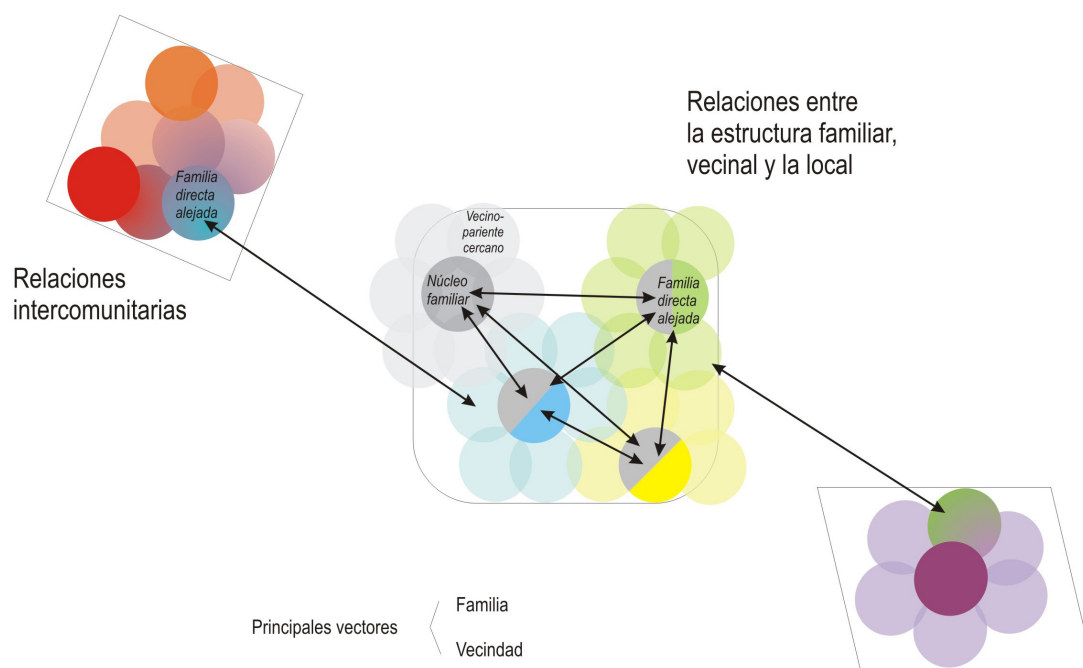 Relaciones entre
la estructura familiar,
vecinal y la local
Familia
directa
alejada
Relaciones
intercomunitarias
Vecino-
pariente
cercano
Núcleo
familiar
Familia
directa
alejada
Principales vectores
Familia
Vecindad